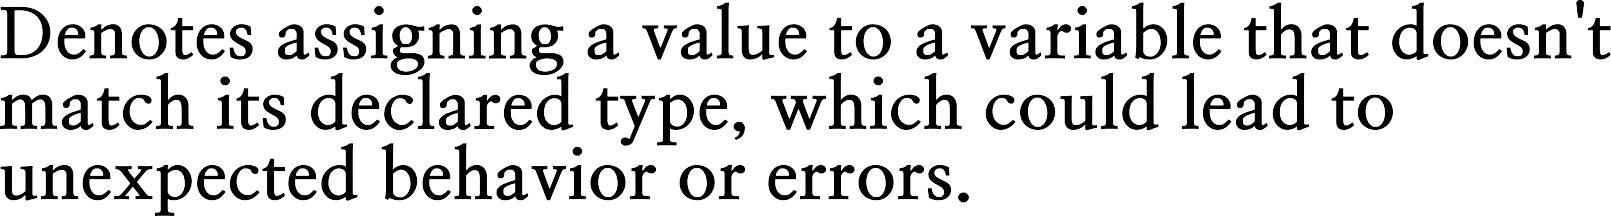 Denotes assigning a value to a variable that doesn't
match its declared type, which could lead to
unexpected behavior or errors.